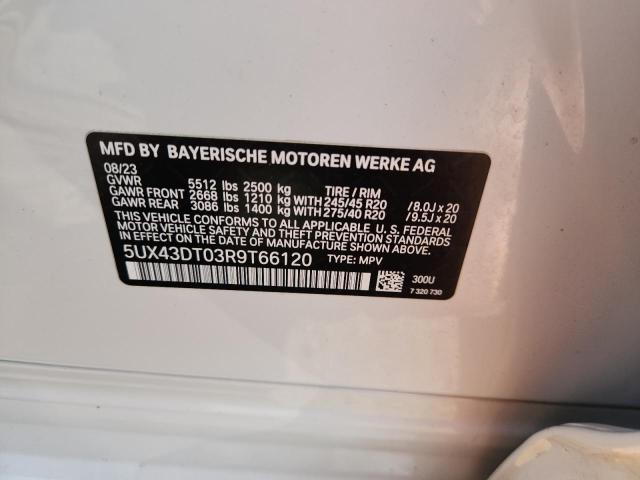 MFD BY BAYERISCHE MOTOREN WERKE AG
08/23
GVWR 5512 lbs 2500 kg TIRE / RIM
GAWR FRONT 2668 lbs 1210 kg WITH 245/45 R20 /8.0J x 20
GAWR REAR 3086 lbs 1400 kg WITH 275/40 R20 /9.5J x 20
THIS VEHICLE CONFORMS TO ALL APPLICABLE U. S. FEDERAL
MOTOR VEHICLE SAFETY AND THEFT PREVENTION STANDARDS
IN EFFECT ON THE DATE OF MANUFACTURE SHOWN ABOVE.
5UX43DT03R9T66120 TYPE: MPV
300U
7 320 730